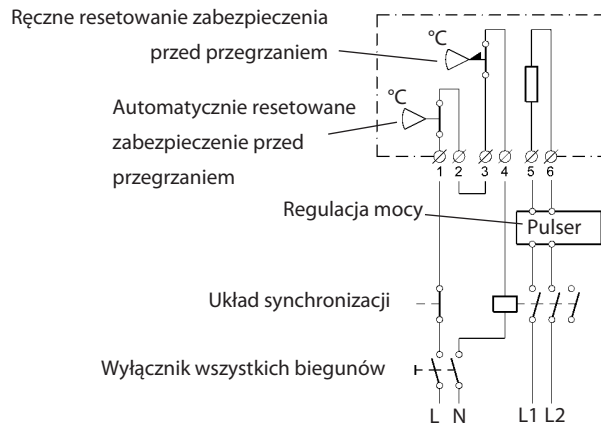 Ręczne resetowanie zabezpieczenia
przed przegrzaniem
°C
°C
Automatycznie resetowane
zabezpieczenie przed
przegrzaniem
1 2 3 4 5 6
Regulacja mocy
Pulser
Układ synchronizacji
Wyłącznik wszystkich biegunów
L N L1 L2